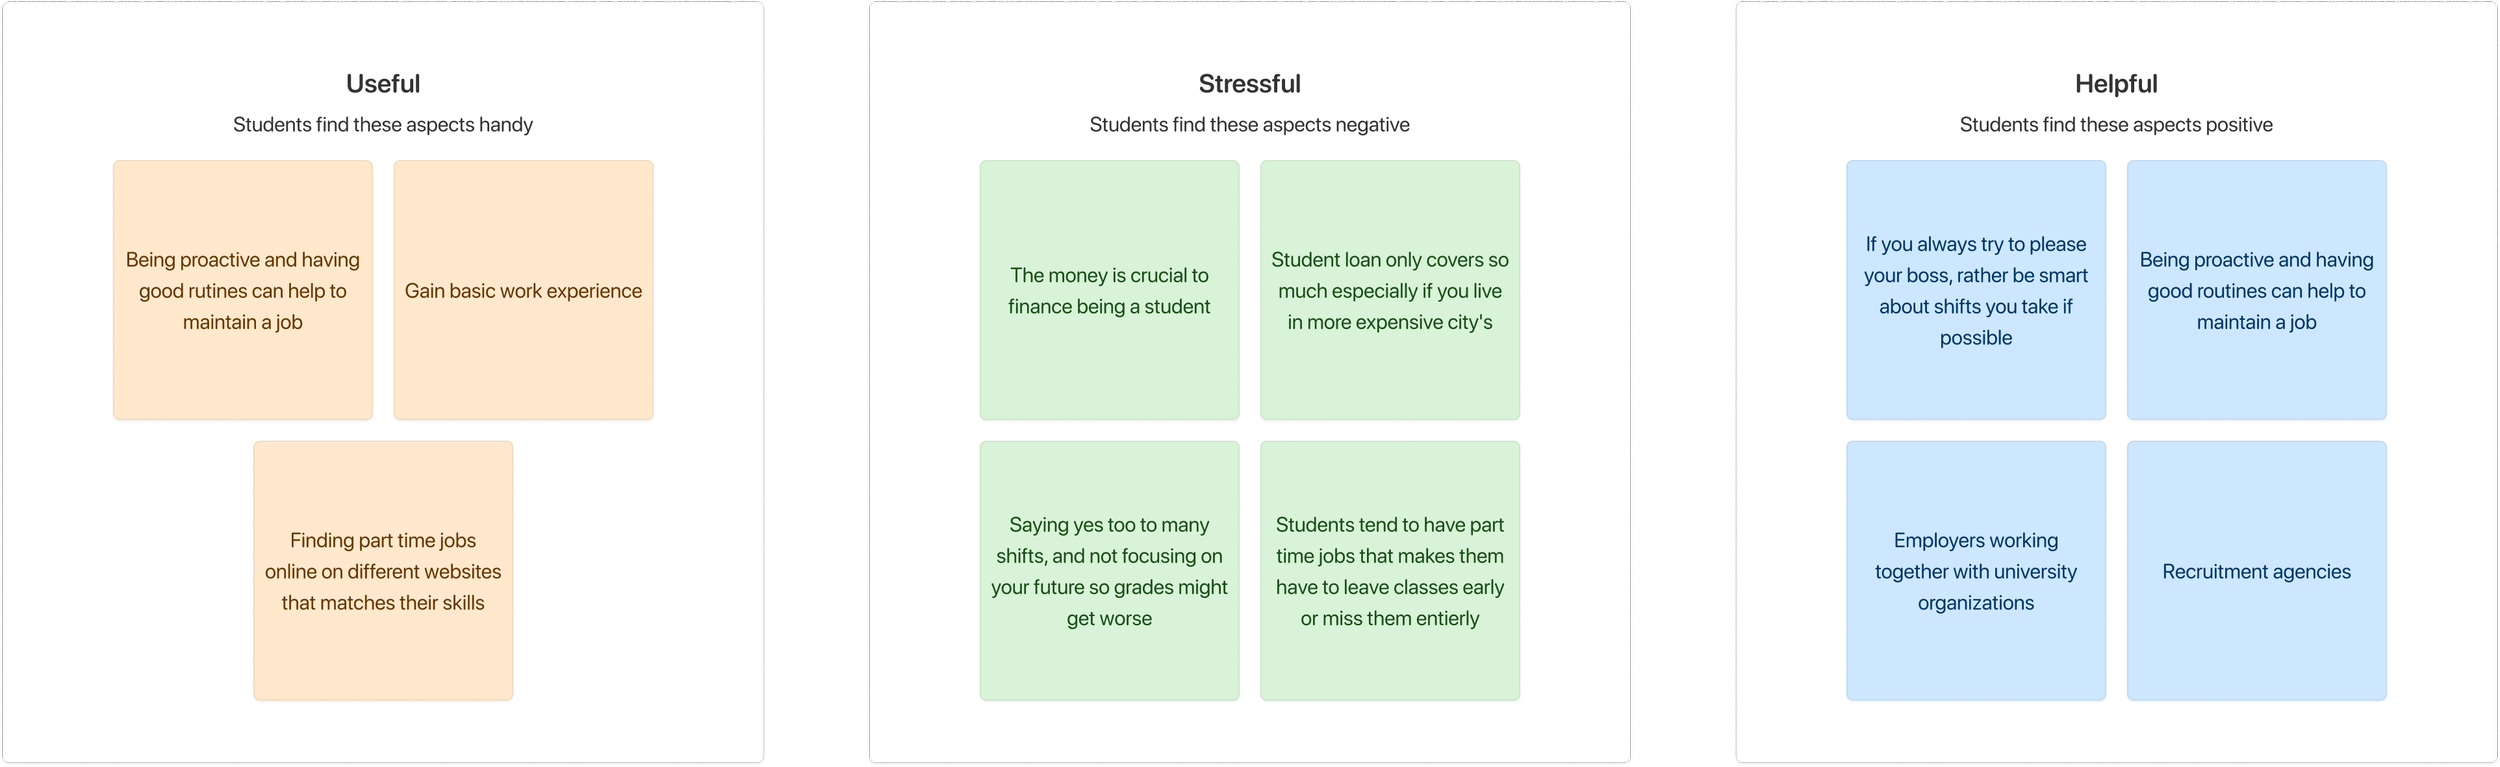 Useful
Students find these aspects handy
Being proactive and having
good rutines can help to
maintain a job
Gain basic work experience
Finding part time jobs
online on different websites
that matches their skills
Stressful
Students find these aspects negative
The money is crucial to
finance being a student
Student loan only covers so
much especially if you live
in more expensive city's
Saying yes too to many
shifts, and not focusing on
your future so grades might
get worse
Students tend to have part
time jobs that makes them
have to leave classes early
or miss them entierly
Helpful
Students find these aspects positive
If you always try to please
your boss, rather be smart
about shifts you take if
possible
Being proactive and having
good routines can help to
maintain a job
Employers working
together with university
organizations
Recruitment agencies